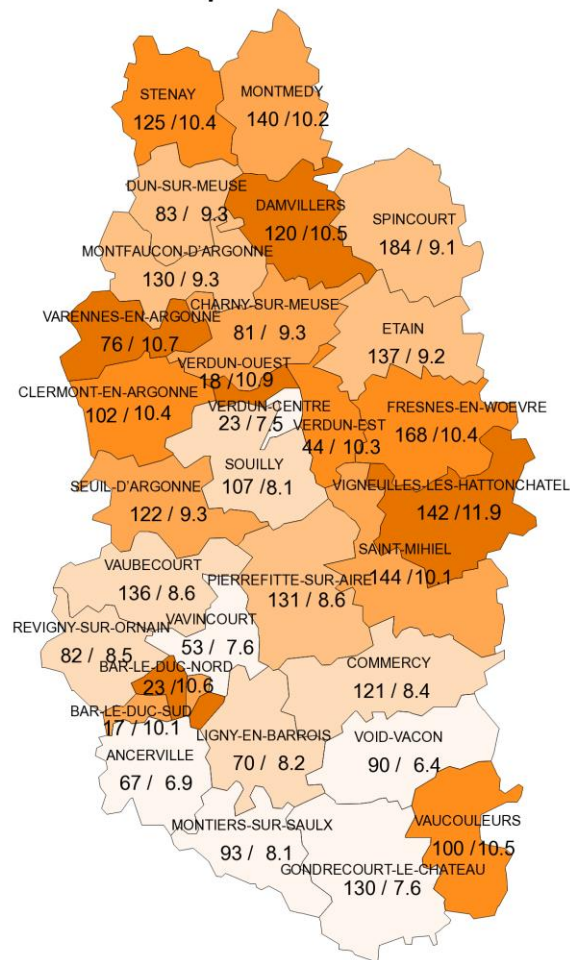 STENAY
125 /10.4
MONTMEDY
140 /10.2
DUN-SUR-MEUSE
83 / 9.3
DAMVILLERS
120 /10.5
SPINCOURT
184 / 9.1
MONTFAUCON-D'ARGONNE
130 / 9.3
VARENNES-EN-ARGONNE
76 / 10.7
CHARNY-SUR-MEUSE
81 / 9.3
ETAIN
137 / 9.2
VERDUN-OUEST
18 /10.9
CLERMONT-EN-ARGONNE
102 / 10.4
VERDUN-CENTRE
23 / 7.5
VERDUN-EST
44 / 10.3
FRESNES-EN-WOEVRE
168 /10.4
SOUILLY
107 /8.1
SEUIL-D'ARGONNE
122 / 9.3
VIGNEULLES-LES-HATTONCHATEL
142 /11.9
SAINT-MIHIEL
144 /10.1
VAUBECOURT
136 / 8.6
PIERREFITTE-SUR-AIRE
131 / 8.6
REVIGNY-SUR-ORNAIN
82 / 8.5
VAVINCOURT
53 / 7.6
BAR-LE-DUC-NORD
23 /10.6
COMMERCY
121 / 8.4
BAR-LE-DUC-SUD
17 / 10.1
LIGNY-EN-BARROIS
70 / 8.2
VOID-VACON
90 / 6.4
ANCERVILLE
67 / 6.9
MONTIERS-SUR-SAULX
93 / 8.1
VAUCOULEURS
100 /10.5
GONDRECOURT-LE-CHATEAU
130 / 7.6